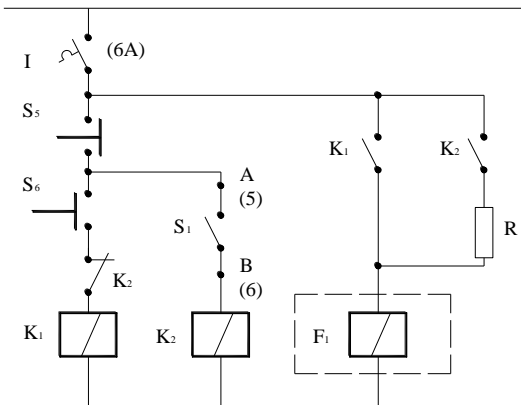 I
(6A)
S₅
K₁
K₂
S₆
A
(5)
S₁
R
B
(6)
K₂
K₁
K₂
F₁